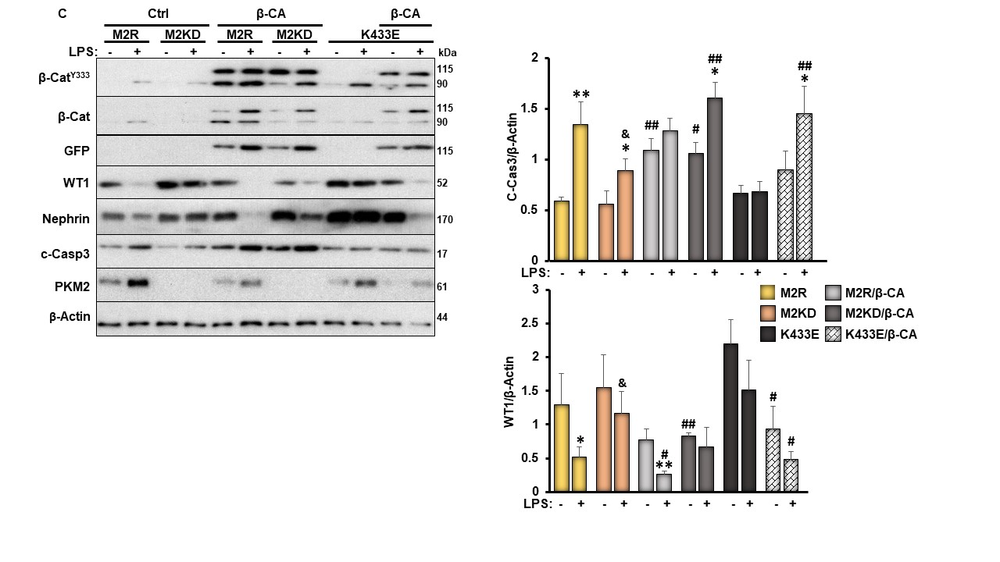 C Ctrl β-CA β-CA
M2R M2KD M2R M2KD K433E
LPS: - + - + - + - + - + - + kDa
β-CatY333 115
90
β-Cat 115
90
GFP 115
WT1 52
Nephrin 170
c-Casp3 17
PKM2 61
β-Actin 44
C-Cas3/β-Actin
2
1.5
1
0.5
0
** & * ## # ## * ## *
LPS: - + - + - + - + - + - +
M2R M2R/β-CA
M2KD M2KD/β-CA
K433E K433E/β-CA
WT1/β-Actin
3
2.5
2
1.5
1
0.5
0
* & # ** ## # #
LPS: - + - + - + - + - + - +